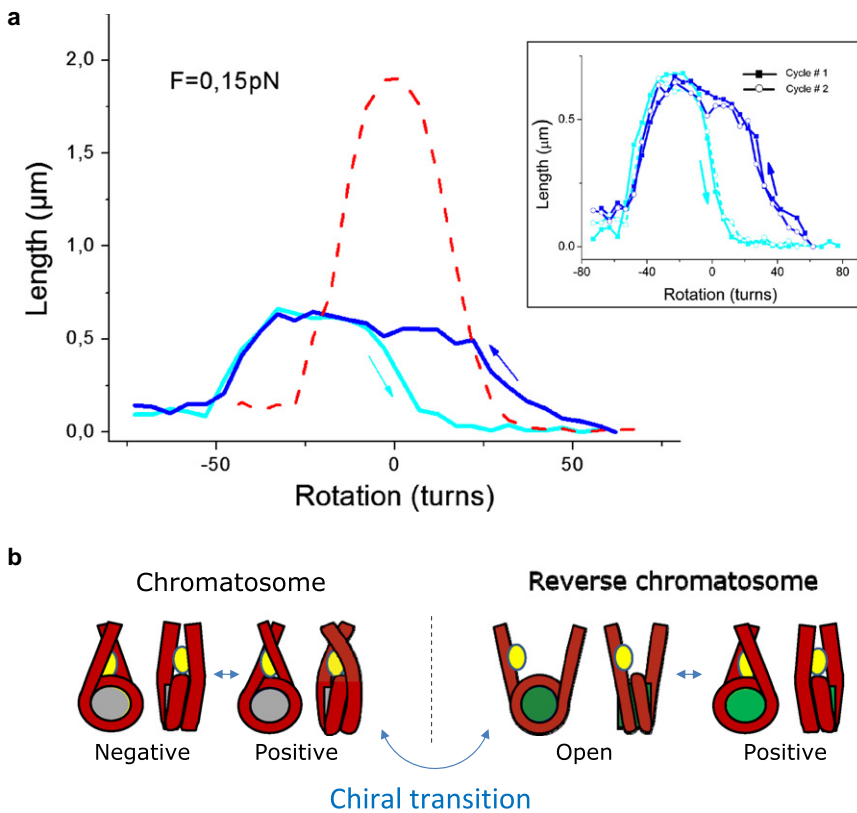 a
F=0,15pN
2,0
1,5
1,0
0,5
0,0
Length (μm)
-50
0
50
Rotation (turns)
Cycle # 1
Cycle # 2
0.5
0.0
Length (μm)
-80
-40
0
40
80
Rotation (turns)
b
Chromatosome
Reverse chromatosome
Negative
Positive
Open
Positive
Chiral transition